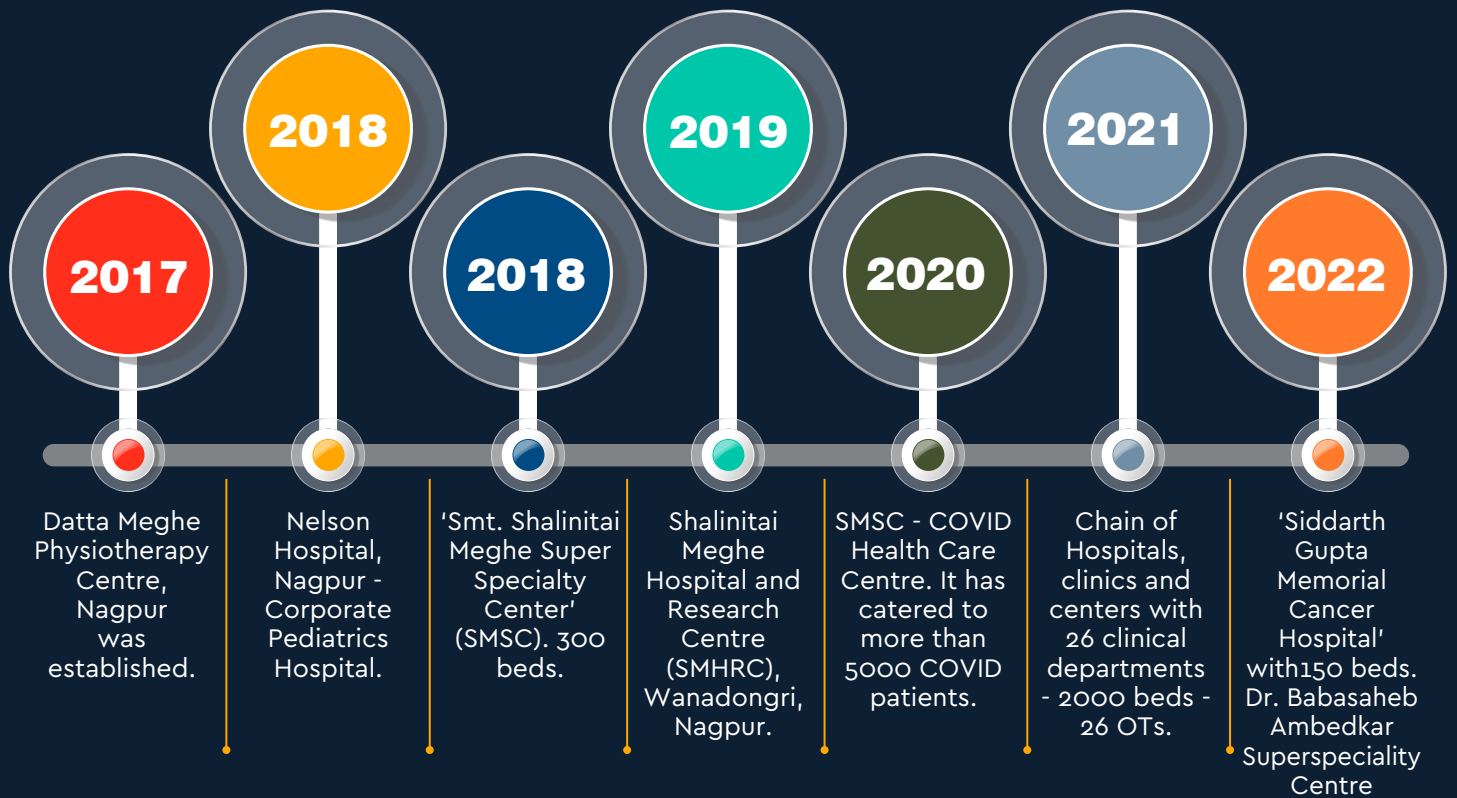 2017
2018
2018
2019
2020
2021
2022
Datta Meghe
Physiotherapy
Centre,
Nagpur
was
established.
Nelson
Hospital,
Nagpur -
Corporate
Pediatrics
Hospital.
‘Smt. Shalinitai
Meghe Super
Specialty
Center’
(SMSC). 300
beds.
Shalinitai
Meghe
Hospital and
Research
Centre
(SMHRC),
Wanadongri,
Nagpur.
SMSC - COVID
Health Care
Centre. It has
catered to
more than
5000 COVID
patients.
Chain of
Hospitals,
clinics and
centers with
26 clinical
departments
- 2000 beds -
26 OTs.
‘Siddarth
Gupta
Memorial
Cancer
Hospital’
with150 beds.
Dr. Babasaheb
Ambedkar
Superspeciality
Centre